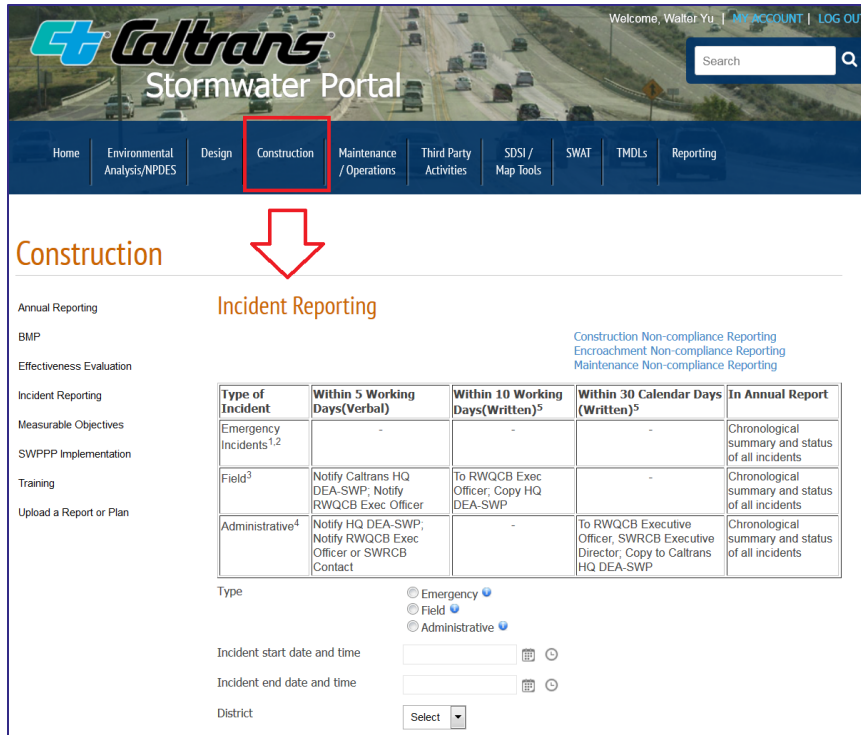 Welcome, Walter Yu | MY ACCOUNT | LOG OUT
Caltrans
Stormwater Portal
Search
Home
Environmental
Analysis/NPDES
Design
Construction
Maintenance
/ Operations
Third Party
Activities
SDSI /
Map Tools
SWAT
TMDLs
Reporting
Construction
Annual Reporting
BMP
Effectiveness Evaluation
Incident Reporting
Measurable Objectives
SWPPP Implementation
Training
Upload a Report or Plan
Incident Reporting
Construction Non-compliance Reporting
Encroachment Non-compliance Reporting
Maintenance Non-compliance Reporting
Type of
Incident
Within 5 Working
Days(Verbal)
Within 10 Working
Days(Written)5
Within 30 Calendar Days
(Written)5
In Annual Report
Emergency
Incidents1,2
-
-
-
Chronological
summary and status
of all incidents
Field3
Notify Caltrans HQ
DEA-SWP; Notify
RWQCB Exec Officer
To RWQCB Exec
Officer; Copy HQ
DEA-SWP
-
Chronological
summary and status
of all incidents
Administrative4
Notify HQ DEA-SWP;
Notify RWQCB Exec
Officer or SWRCB
Contact
-
To RWQCB Executive
Officer, SWRCB Executive
Director; Copy to Caltrans
HQ DEA-SWP
Chronological
summary and status
of all incidents
Type
Emergency
Field
Administrative
Incident start date and time
Incident end date and time
District
Select